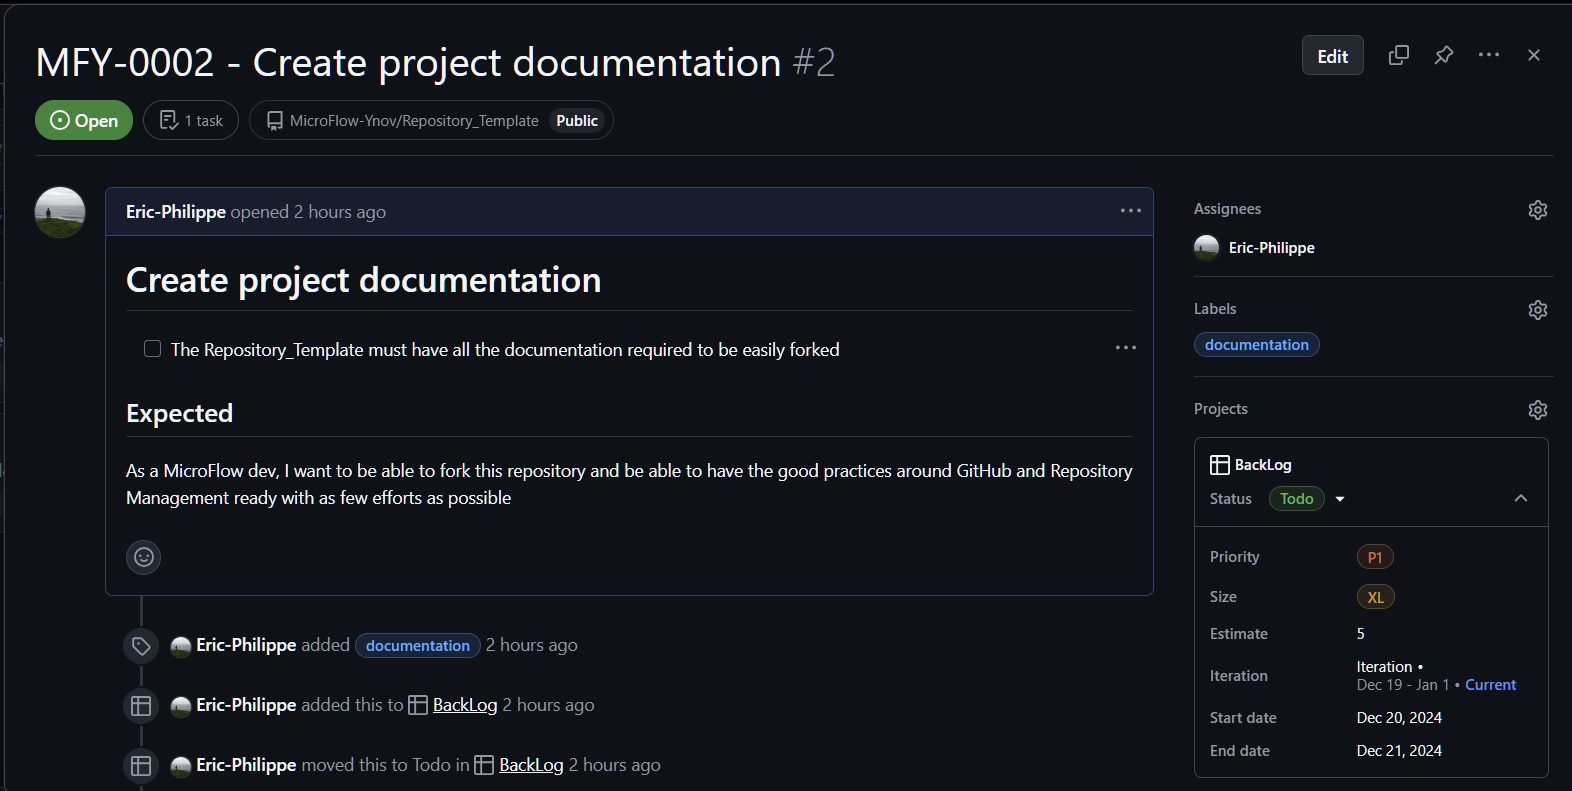 MFY-0002 - Create project documentation #2
Edit
Open
1 task
MicroFlow-Ynov/Repository_Template Public
Eric-Philippe opened 2 hours ago
Create project documentation
The Repository_Template must have all the documentation required to be easily forked
Expected
As a MicroFlow dev, I want to be able to fork this repository and be able to have the good practices around GitHub and Repository
Management ready with as few efforts as possible
Eric-Philippe added documentation 2 hours ago
Eric-Philippe added this to BackLog 2 hours ago
Eric-Philippe moved this to Todo in BackLog 2 hours ago
Assignees
Eric-Philippe
Labels
documentation
Projects
BackLog
Status Todo
Priority P1
Size XL
Estimate 5
Iteration Iteration •
Dec 19 - Jan 1 • Current
Start date Dec 20, 2024
End date Dec 21, 2024